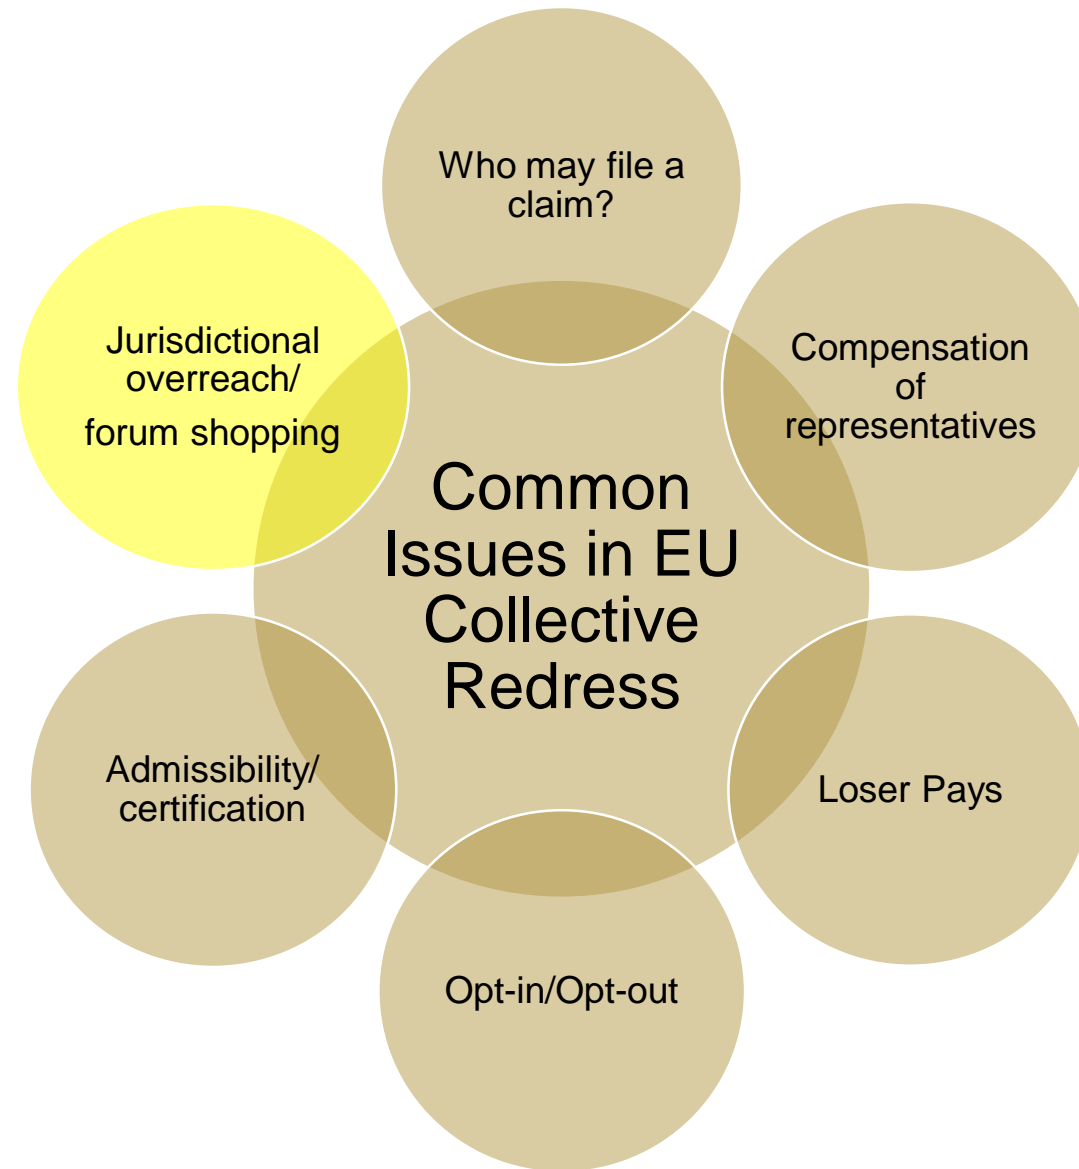 Who may file a
claim?
Jurisdictional
overreach/
forum shopping
Compensation
of
representatives
Common
Issues in EU
Collective
Redress
Admissibility/
certification
Loser Pays
Opt-in/Opt-out